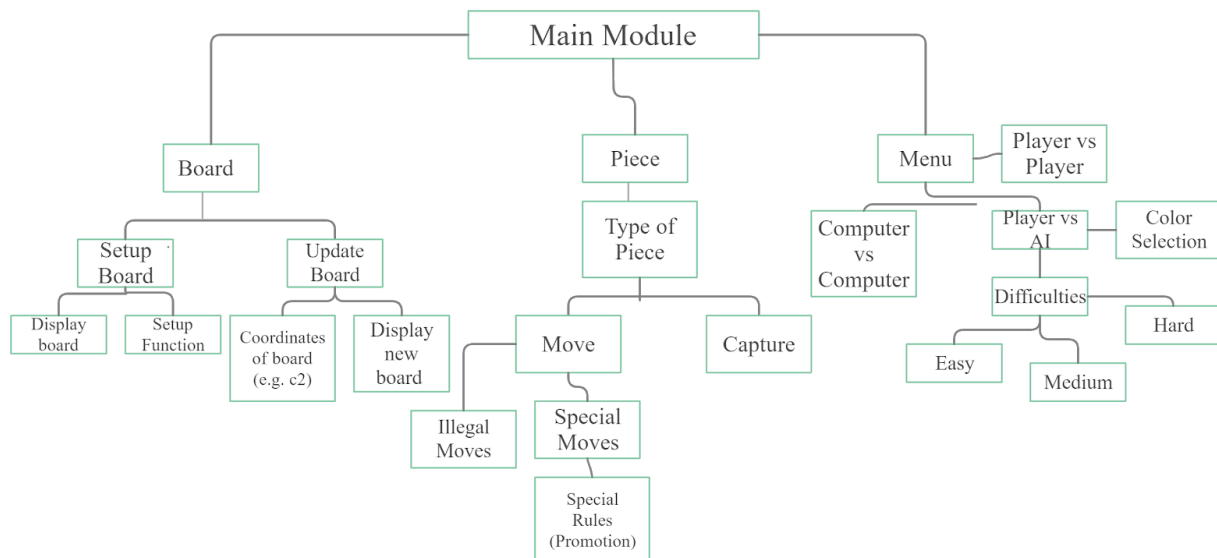 Main Module
Board
Piece
Menu
Player vs
Player
Setup
Board
Update
Board
Type of
Piece
Computer
vs
Computer
Player vs
AI
Color
Selection
Display
board
Setup
Function
Coordinates
of board
(e.g. c2)
Display
new
board
Move
Capture
Difficulties
Hard
Easy
Medium
Illegal
Moves
Special
Moves
Special
Rules
(Promotion)